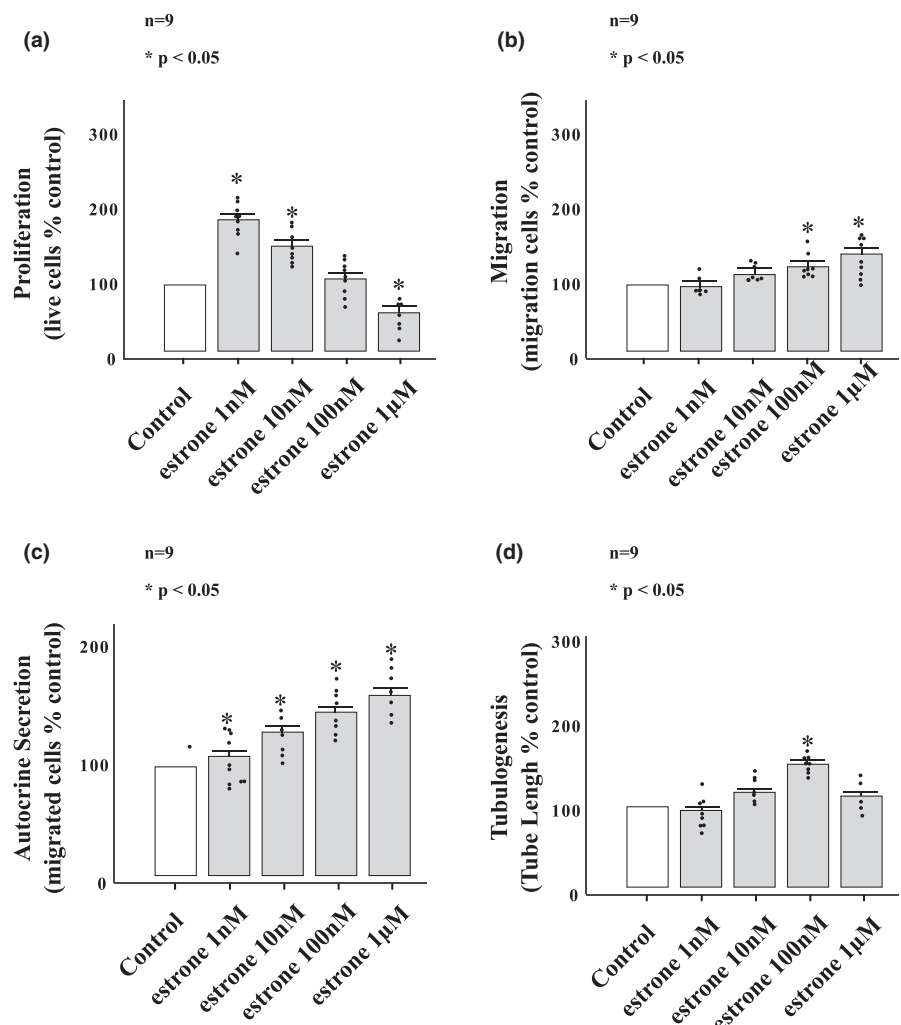 (a)
n=9
* p < 0.05
Proliferation
(live cells % control)
300
200
100
0
*
*
*
Control
estrone 1nM
estrone 10nM
estrone 100nM
estrone 1μM
(b)
n=9
* p < 0.05
Migration
(migration cells % control)
300
200
100
0
*
*
Control
estrone 1nM
estrone 10nM
estrone 100nM
estrone 1μM
(c)
n=9
* p < 0.05
Autocrine Secretion
(migrated cells % control)
200
100
0
*
*
*
*
Control
estrone 1nM
estrone 10nM
estrone 100nM
estrone 1μM
(d)
n=9
* p < 0.05
Tubulogenesis
(Tube Lengh % control)
300
200
100
0
*
Control
estrone 1nM
estrone 10nM
estrone 100nM
estrone 1μM